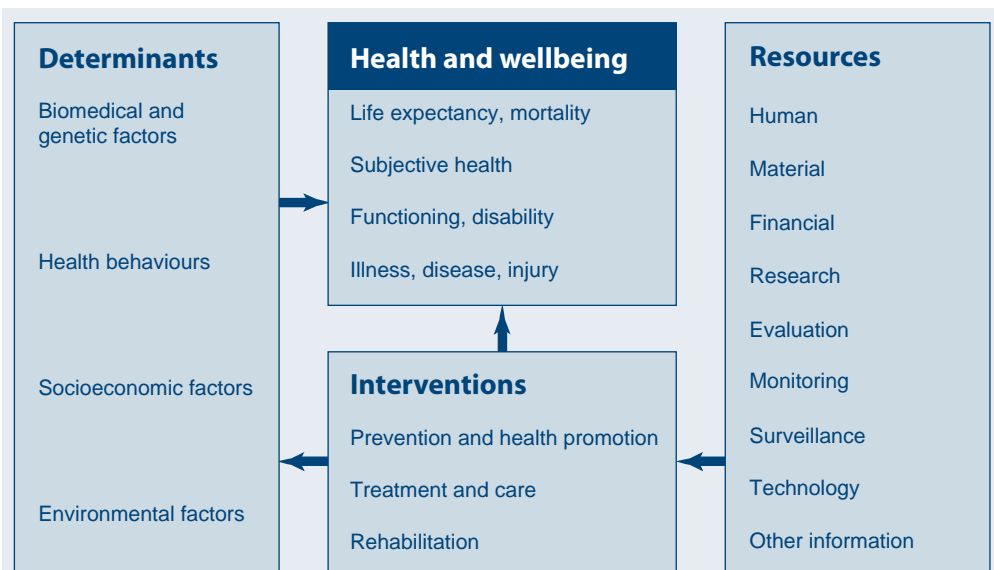 Determinants
Biomedical and
genetic factors
Health behaviours
Socioeconomic factors
Environmental factors
Health and wellbeing
Life expectancy, mortality
Subjective health
Functioning, disability
Illness, disease, injury
Interventions
Prevention and health promotion
Treatment and care
Rehabilitation
Resources
Human
Material
Financial
Research
Evaluation
Monitoring
Surveillance
Technology
Other information